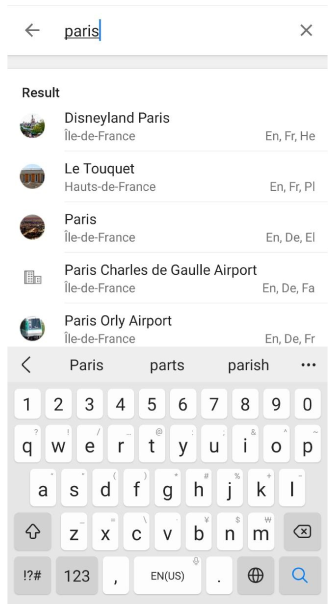 paris
Result
Disneyland Paris
Île-de-France En, Fr, He
Le Touquet
Hauts-de-France En, Fr, Pl
Paris
Île-de-France En, De, El
Paris Charles de Gaulle Airport
Île-de-France En, De, Fa
Paris Orly Airport
Île-de-France En, De, Fr
Paris parts parish
1 2 3 4 5 6 7 8 9 0
q w e r t y u i o p
a s d f g h j k l
z x c v b n m
!?# 123 , EN(US) .